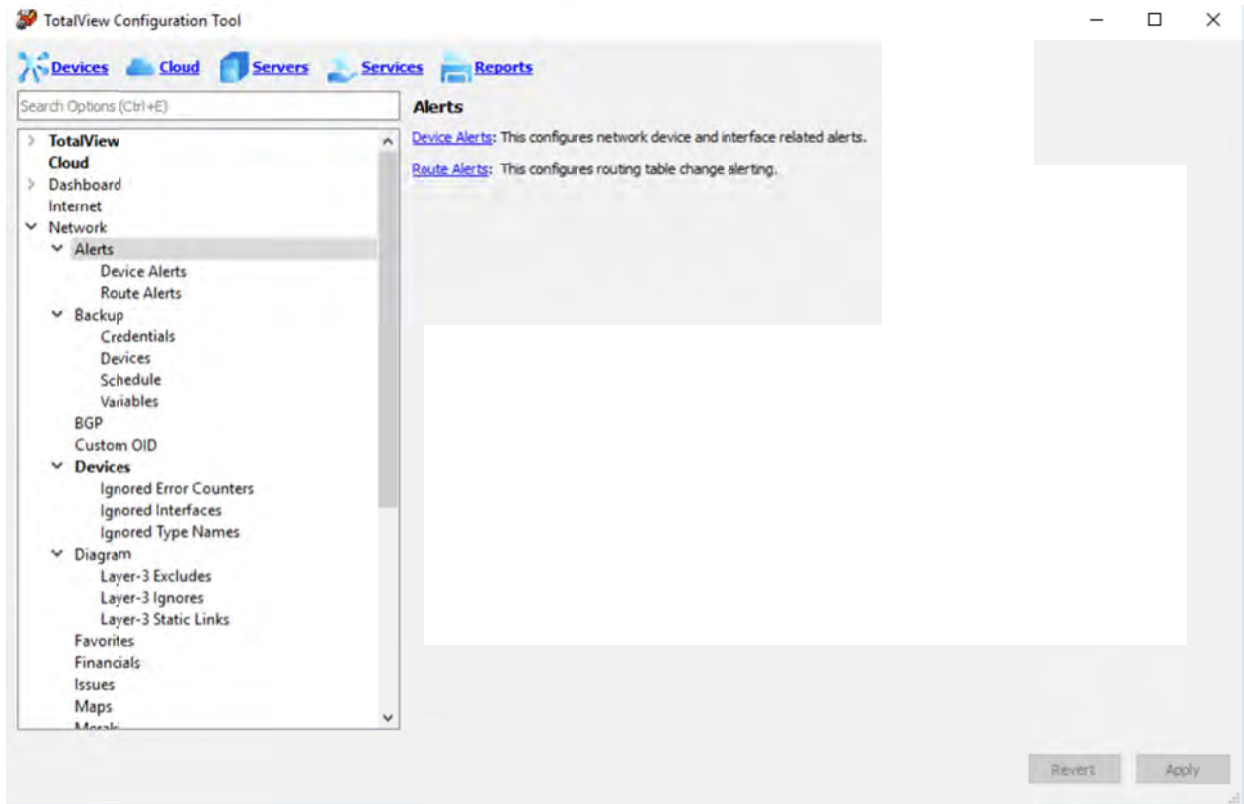 TotalView Configuration Tool
Devices Cloud Servers Services Reports
Search Options (Ctrl+E)
TotalView
Cloud
Dashboard
Internet
Network
Alerts
Device Alerts
Route Alerts
Backup
Credentials
Devices
Schedule
Variables
BGP
Custom OID
Devices
Ignored Error Counters
Ignored Interfaces
Ignored Type Names
Diagram
Layer-3 Excludes
Layer-3 Ignores
Layer-3 Static Links
Favorites
Financials
Issues
Maps
Meraki
Alerts
Device Alerts: This configures network device and interface related alerts.
Route Alerts: This configures routing table change alerting.
Revert Apply